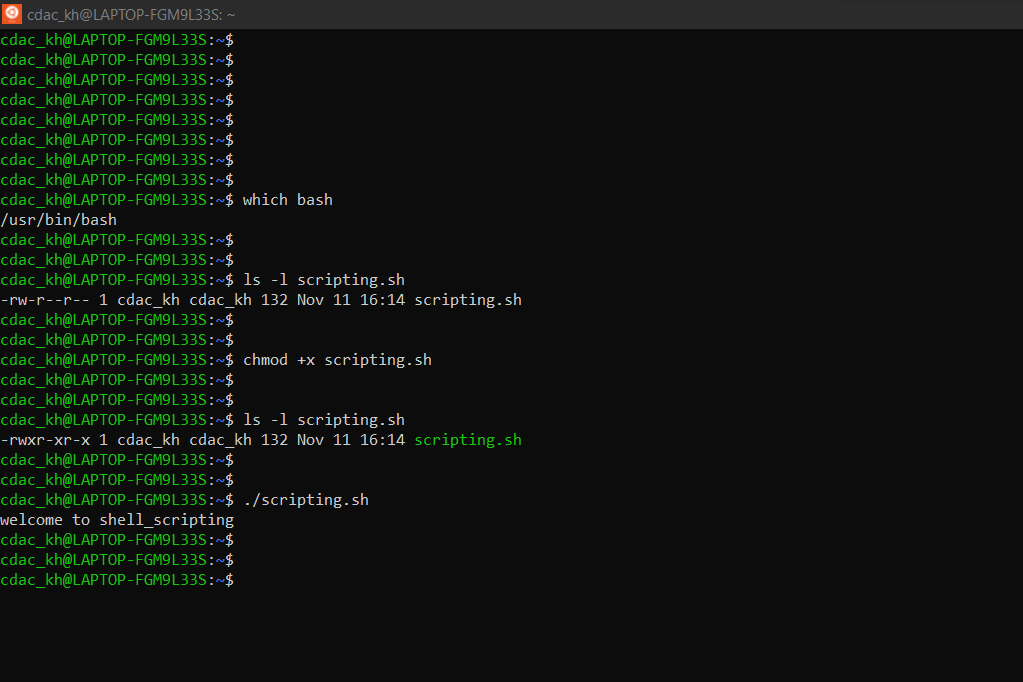 cdac_kh@LAPTOP-FGM9L33S: ~
cdac_kh@LAPTOP-FGM9L33S:~$
cdac_kh@LAPTOP-FGM9L33S:~$
cdac_kh@LAPTOP-FGM9L33S:~$
cdac_kh@LAPTOP-FGM9L33S:~$
cdac_kh@LAPTOP-FGM9L33S:~$
cdac_kh@LAPTOP-FGM9L33S:~$
cdac_kh@LAPTOP-FGM9L33S:~$
cdac_kh@LAPTOP-FGM9L33S:~$
cdac_kh@LAPTOP-FGM9L33S:~$ which bash
/usr/bin/bash
cdac_kh@LAPTOP-FGM9L33S:~$
cdac_kh@LAPTOP-FGM9L33S:~$
cdac_kh@LAPTOP-FGM9L33S:~$ ls -l scripting.sh
-rw-r--r-- 1 cdac_kh cdac_kh 132 Nov 11 16:14 scripting.sh
cdac_kh@LAPTOP-FGM9L33S:~$
cdac_kh@LAPTOP-FGM9L33S:~$
cdac_kh@LAPTOP-FGM9L33S:~$ chmod +x scripting.sh
cdac_kh@LAPTOP-FGM9L33S:~$
cdac_kh@LAPTOP-FGM9L33S:~$
cdac_kh@LAPTOP-FGM9L33S:~$ ls -l scripting.sh
-rwxr-xr-x 1 cdac_kh cdac_kh 132 Nov 11 16:14 scripting.sh
cdac_kh@LAPTOP-FGM9L33S:~$
cdac_kh@LAPTOP-FGM9L33S:~$
cdac_kh@LAPTOP-FGM9L33S:~$ ./scripting.sh
welcome to shell_scripting
cdac_kh@LAPTOP-FGM9L33S:~$
cdac_kh@LAPTOP-FGM9L33S:~$
cdac_kh@LAPTOP-FGM9L33S:~$